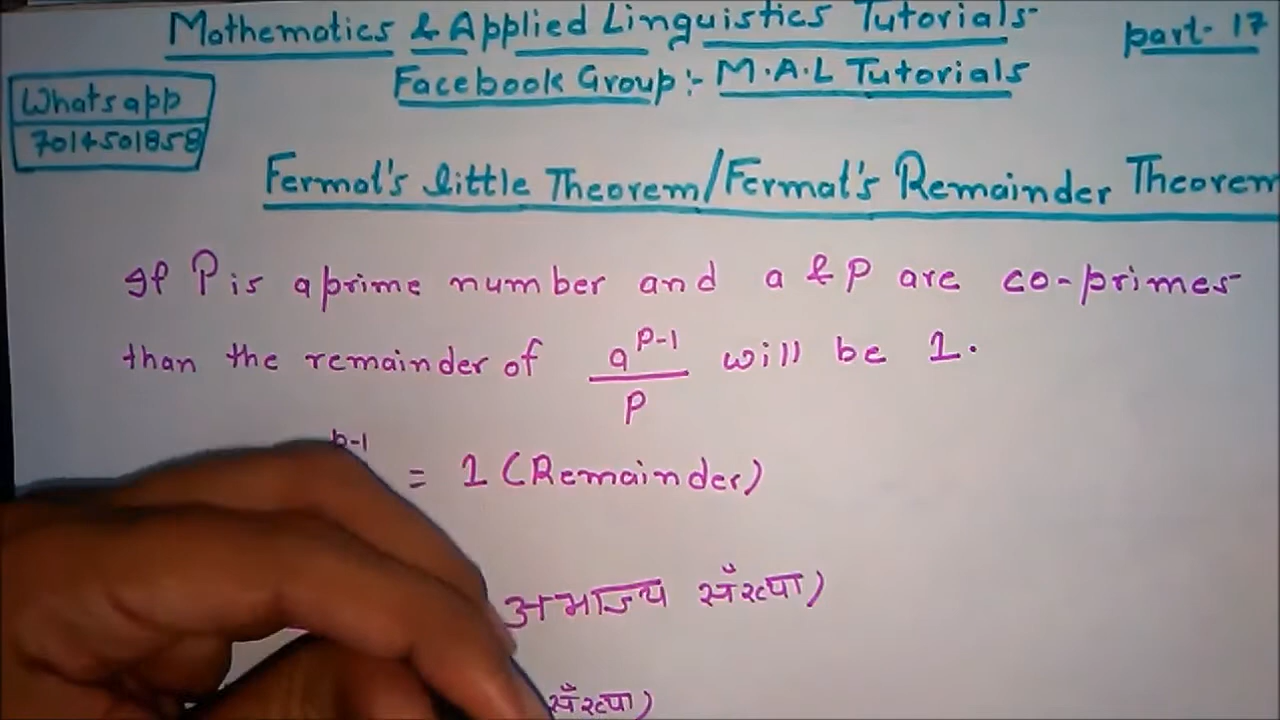 Mathematics & Applied Linguistics Tutorials
part-17
Facebook Group:- M.A.L Tutorials
Whatsapp
7014501858
Fermat's little Theorem/Fermat's Remainder Theorem
If P is a prime number and a & p are co-primes
than the remainder of a^{p-1}/p will be 1.
p-1 = 1 (Remainder)
अभाज्य सँख्या)
सँख्या)